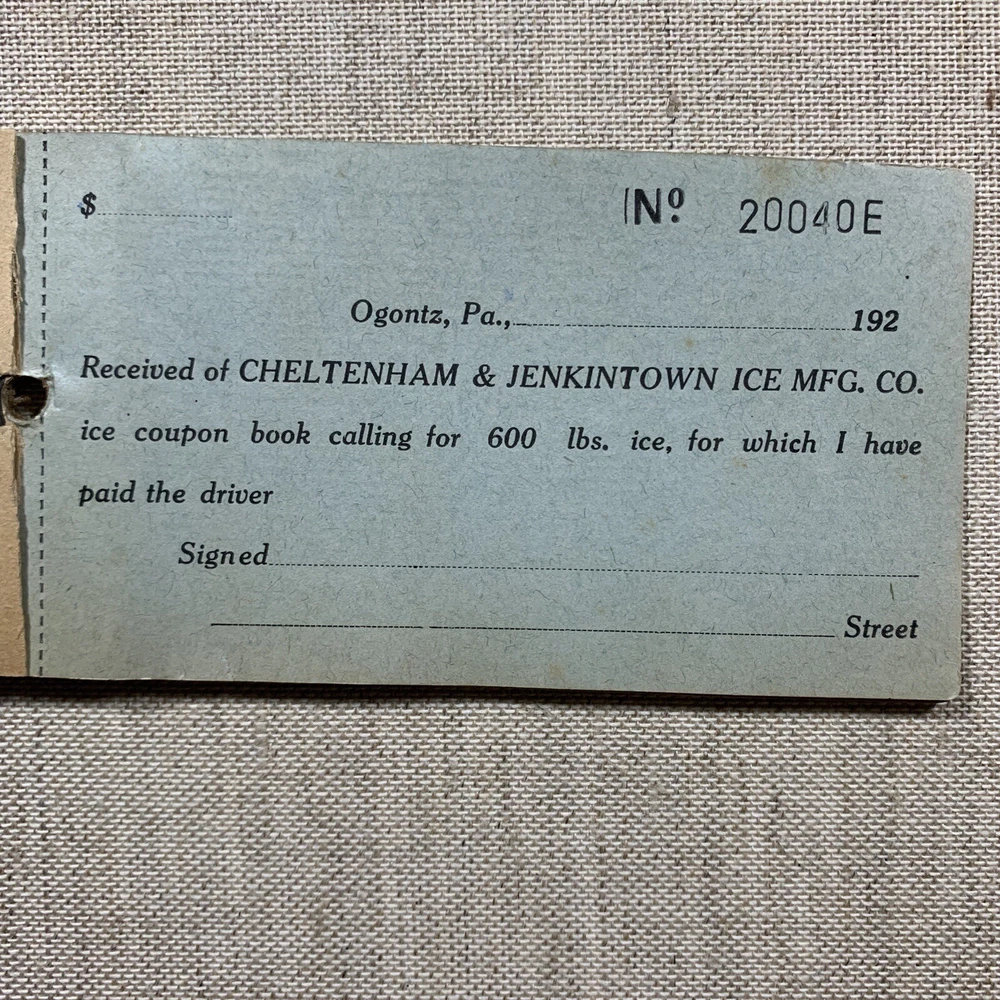 $ Nº 20040E
Ogontz, Pa., 192
Received of CHELTENHAM & JENKINTOWN ICE MFG. CO.
ice coupon book calling for 600 lbs. ice, for which I have
paid the driver
Signed
Street